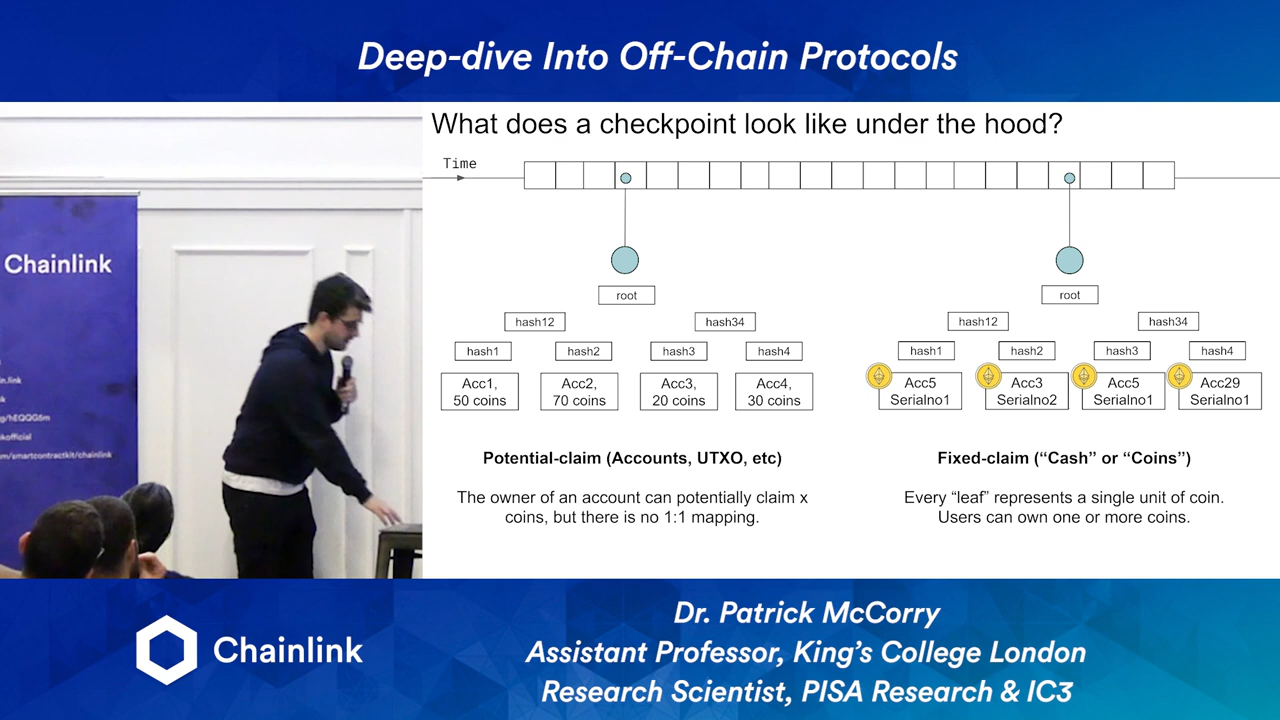 Deep-dive Into Off-Chain Protocols
Chainlink
n.link
k
g/hEQGG5m
kofficial
m/smartcontractkit/chainlink
What does a checkpoint look like under the hood?
Time
root
hash12
hash34
hash1
hash2
hash3
hash4
Acc1,
50 coins
Acc2,
70 coins
Acc3,
20 coins
Acc4,
30 coins
Potential-claim (Accounts, UTXO, etc)
The owner of an account can potentially claim x
coins, but there is no 1:1 mapping.
root
hash12
hash34
hash1
hash2
hash3
hash4
Acc5
Serialno1
Acc3
Serialno2
Acc5
Serialno1
Acc29
Serialno1
Fixed-claim (“Cash” or “Coins”)
Every “leaf” represents a single unit of coin.
Users can own one or more coins.
Chainlink
Dr. Patrick McCorry
Assistant Professor, King’s College London
Research Scientist, PISA Research & IC3